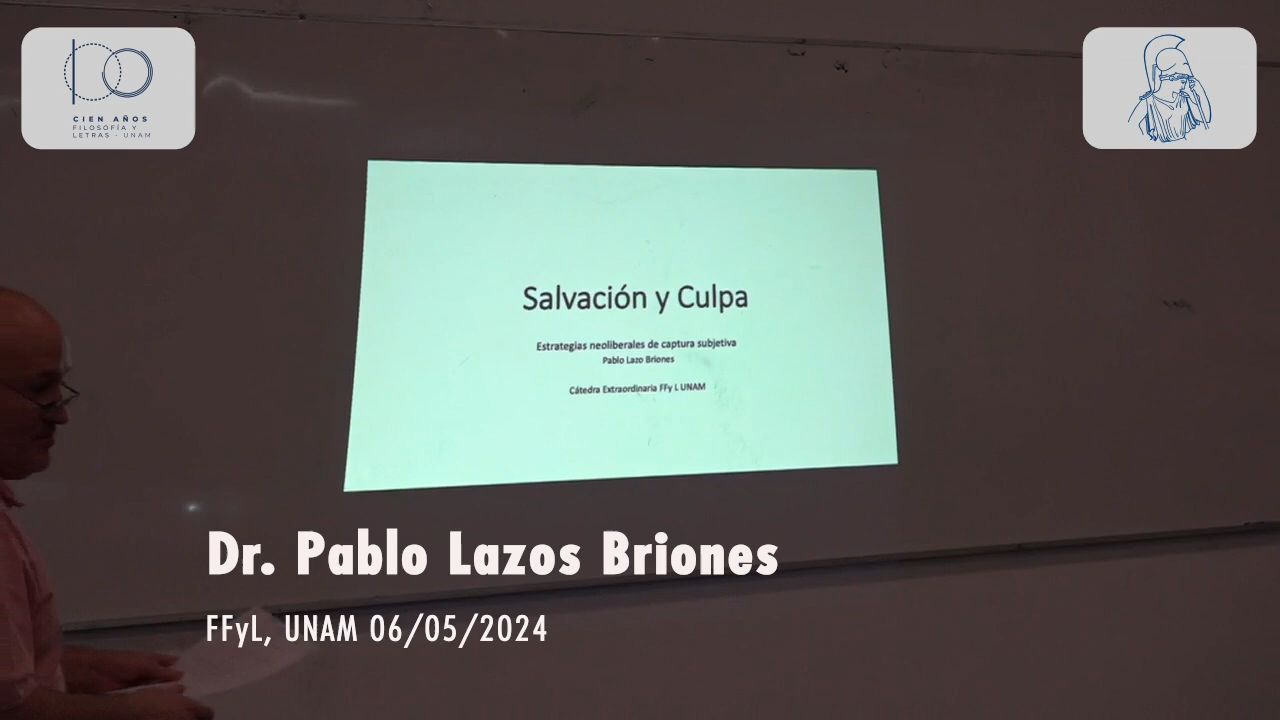 CIEN AÑOS
FILOSOFÍA Y
LETRAS - UNAM
Salvación y Culpa
Estrategias neoliberales de captura subjetiva
Pablo Lazo Briones
Cátedra Extraordinaria FFy L UNAM
Dr. Pablo Lazos Briones
FFyL, UNAM 06/05/2024